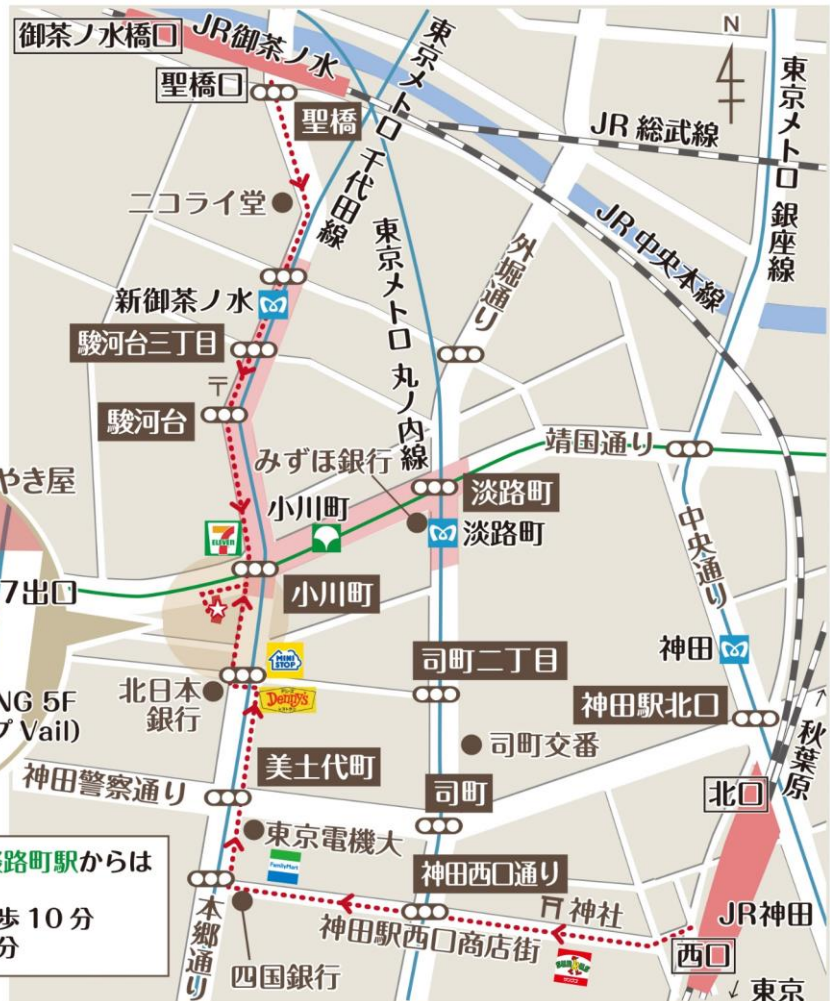 御茶ノ水橋口
JR御茶ノ水
聖橋口
聖橋
N
東京メトロ 千代田線
東京メトロ 丸ノ内線
東京メトロ 銀座線
JR 総武線
JR 中央本線
外堀通り
ニコライ堂
新御茶ノ水
駿河台三丁目
〒
駿河台
靖国通り
みずほ銀行
淡路町
淡路町
小川町
7
ELEVEN
やき屋
7出口
小川町
中央通り
MINI
STOP
北日本
銀行
Denny's
司町二丁目
神田
神田駅北口
NG 5F
プ Vail)
司町交番
美土代町
神田警察通り
司町
北口
↑
秋葉原
東京電機大
FamilyMart
路町駅からは
歩 10 分
分
神田西口通り
神社
JR神田
神田駅西口商店街
本郷通り
四国銀行
西口
↓ 東京